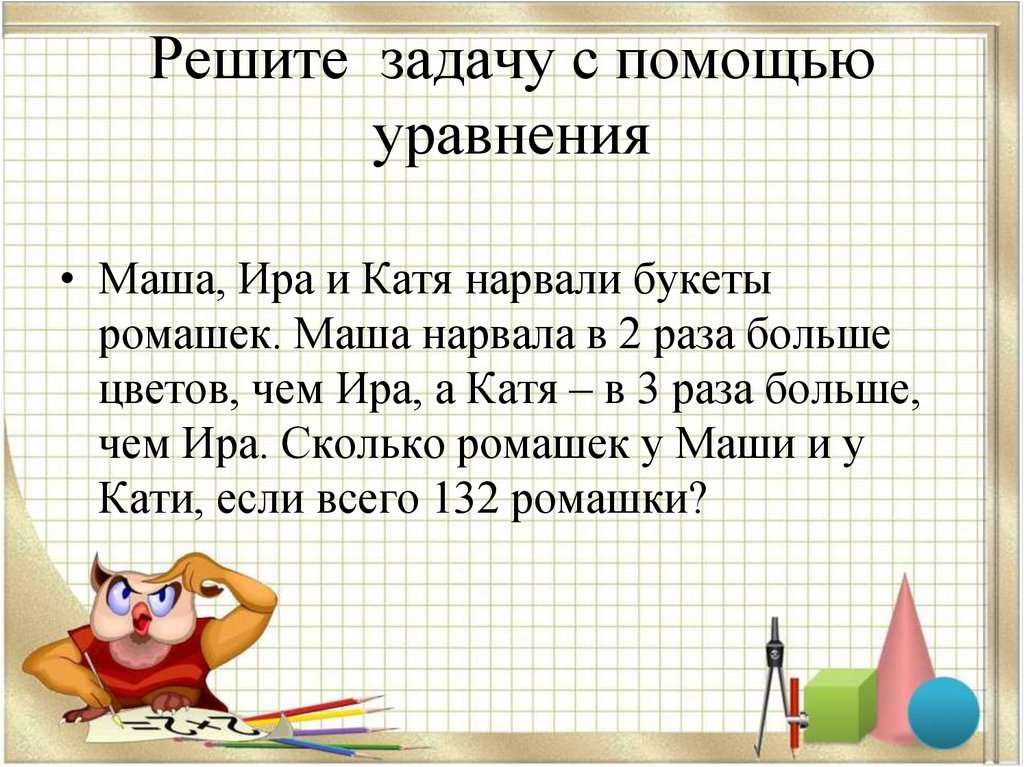 Решите задачу с помощью
уравнения
• Маша, Ира и Катя нарвали букеты
ромашек. Маша нарвала в 2 раза больше
цветов, чем Ира, а Катя – в 3 раза больше,
чем Ира. Сколько ромашек у Маши и у
Кати, если всего 132 ромашки?